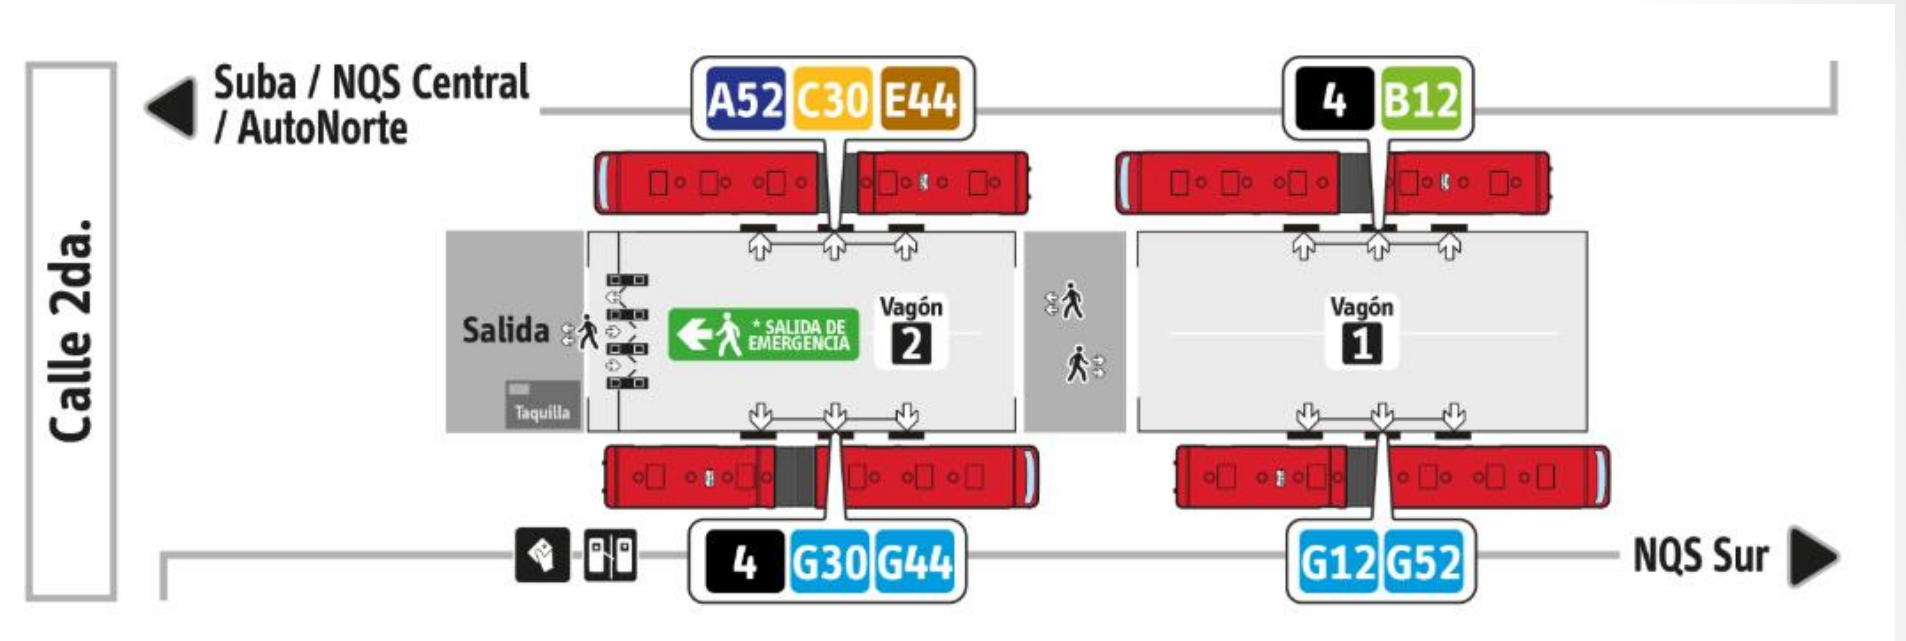 Calle 2da.
Suba / NQS Central
/ AutoNorte
A52 C30 E44
4 B12
Salida
* SALIDA DE
EMERGENCIA
Vagón
2
Vagón
1
Taquilla
4 G30 G44
G12 G52
NQS Sur